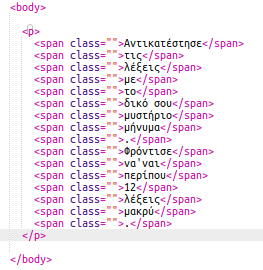 <body>
<p>
<span class="">Αντικατέστησε</span>
<span class="">τις</span>
<span class="">λέξεις</span>
<span class="">με</span>
<span class="">το</span>
<span class="">δικό σου</span>
<span class="">μυστήριο</span>
<span class="">μήνυμα</span>
<span class="">.</span>
<span class="">Φρόντισε</span>
<span class="">να'ναι</span>
<span class="">περίπου</span>
<span class="">12</span>
<span class="">λέξεις</span>
<span class="">μακρύ</span>
<span class="">.</span>
</p>
</body>